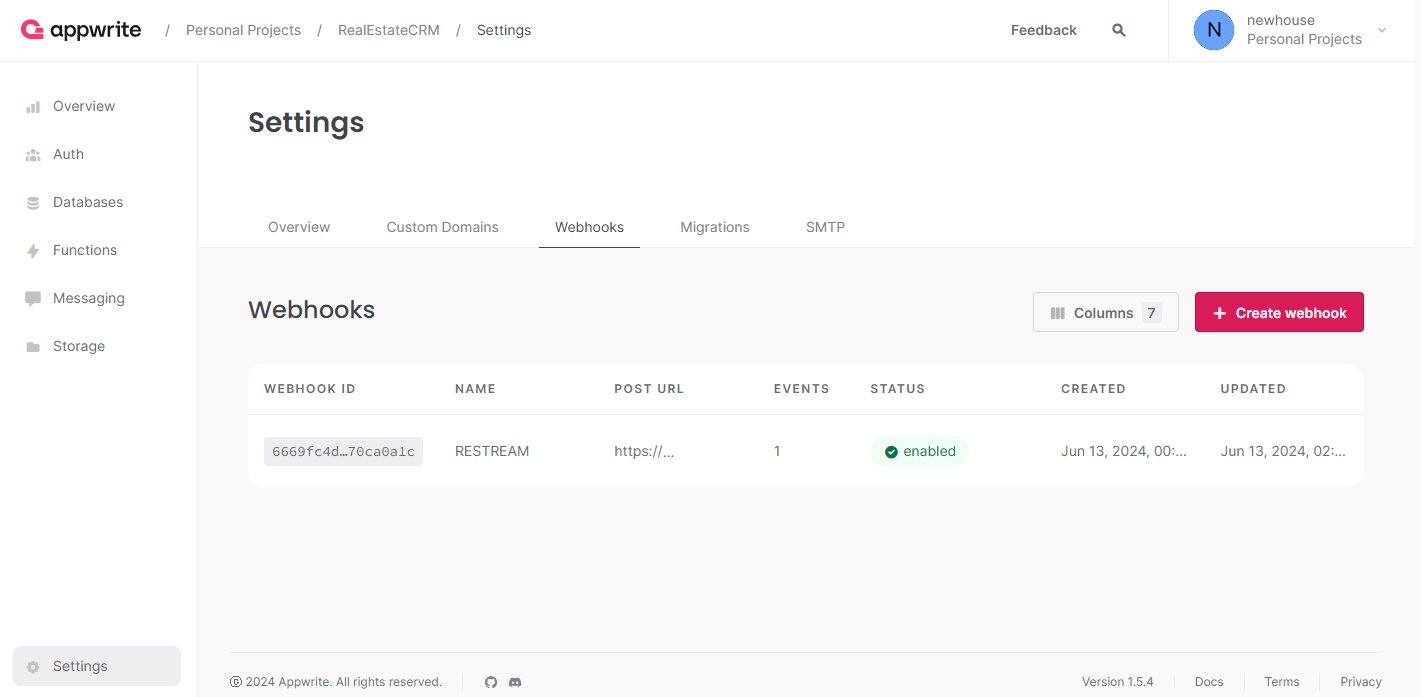 appwrite / Personal Projects / RealEstateCRM / Settings Feedback N newhouse
Personal Projects
Overview
Auth
Databases
Functions
Messaging
Storage
Settings
Settings
Overview Custom Domains Webhooks Migrations SMTP
Webhooks Columns 7 + Create webhook
WEBHOOK ID NAME POST URL EVENTS STATUS CREATED UPDATED
6669fc4d…70ca0a1c RESTREAM https://... 1 enabled Jun 13, 2024, 00:... Jun 13, 2024, 02:...
© 2024 Appwrite. All rights reserved. Version 1.5.4 Docs Terms Privacy